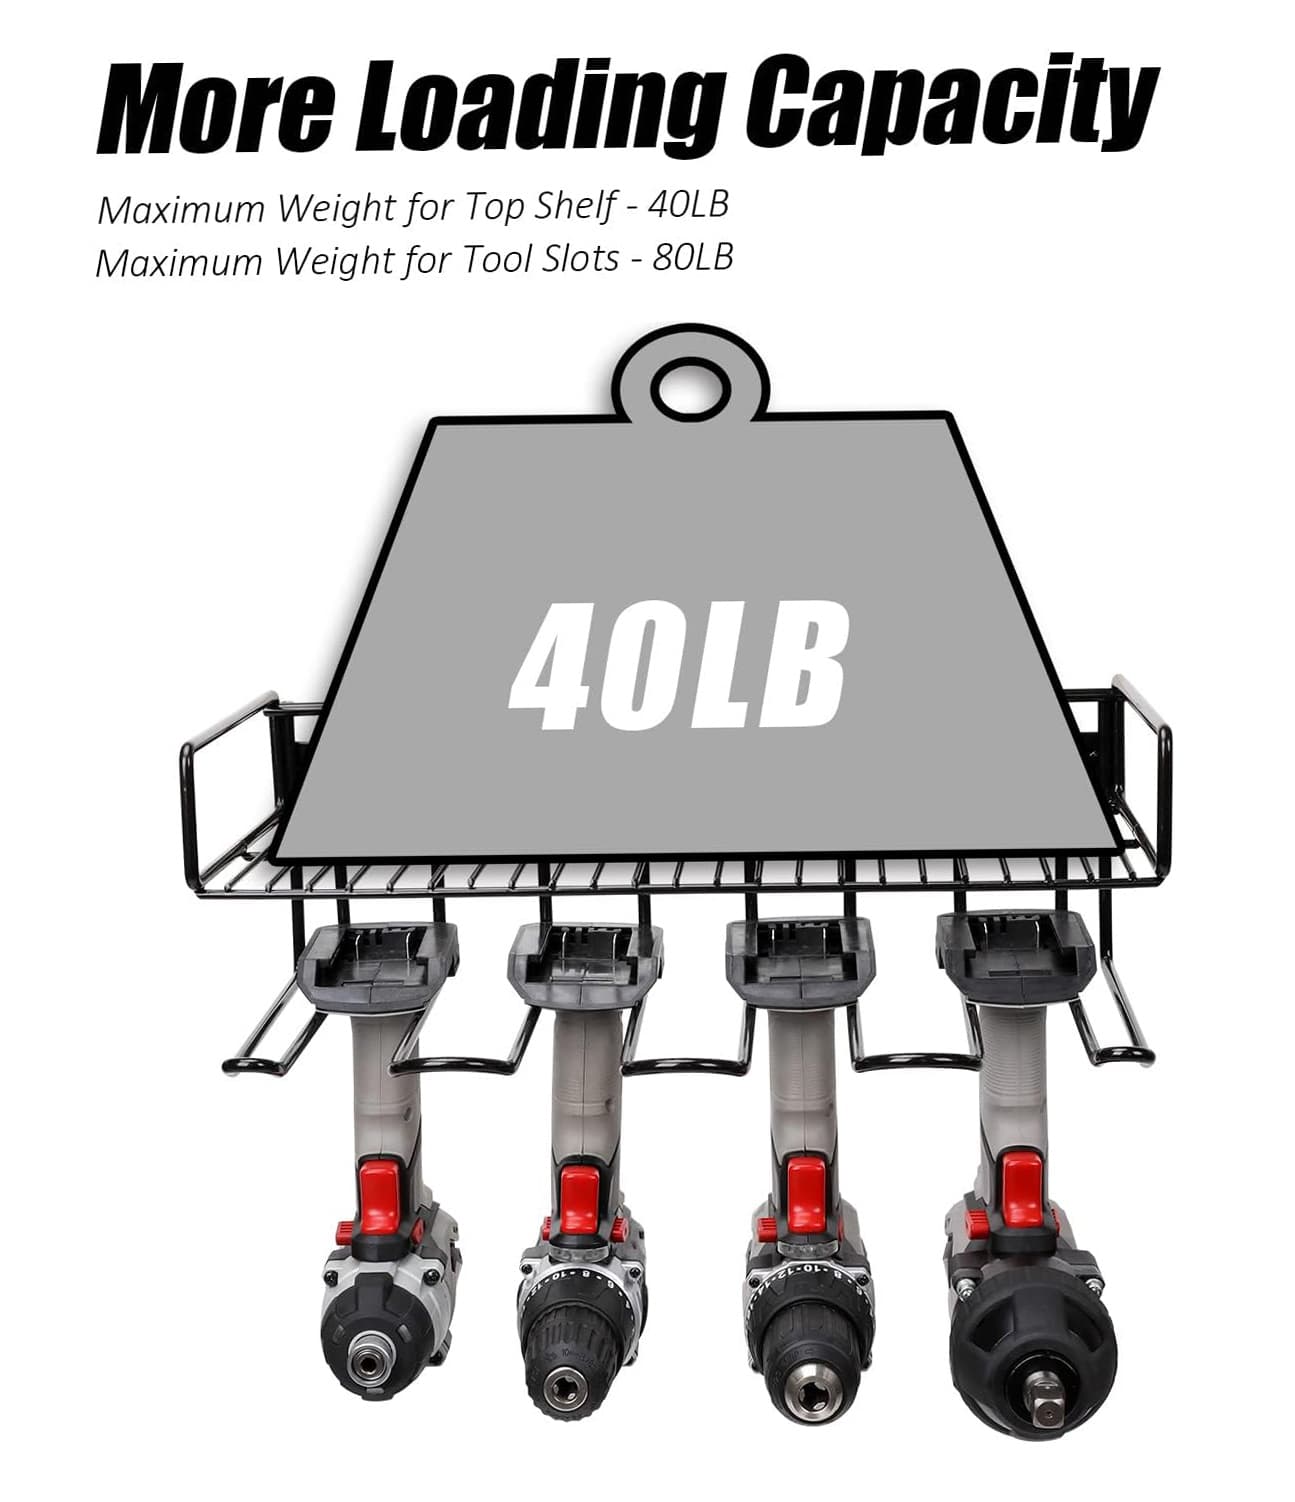 More Loading Capacity
Maximum Weight for Top Shelf - 40LB
Maximum Weight for Tool Slots - 80LB
40LB